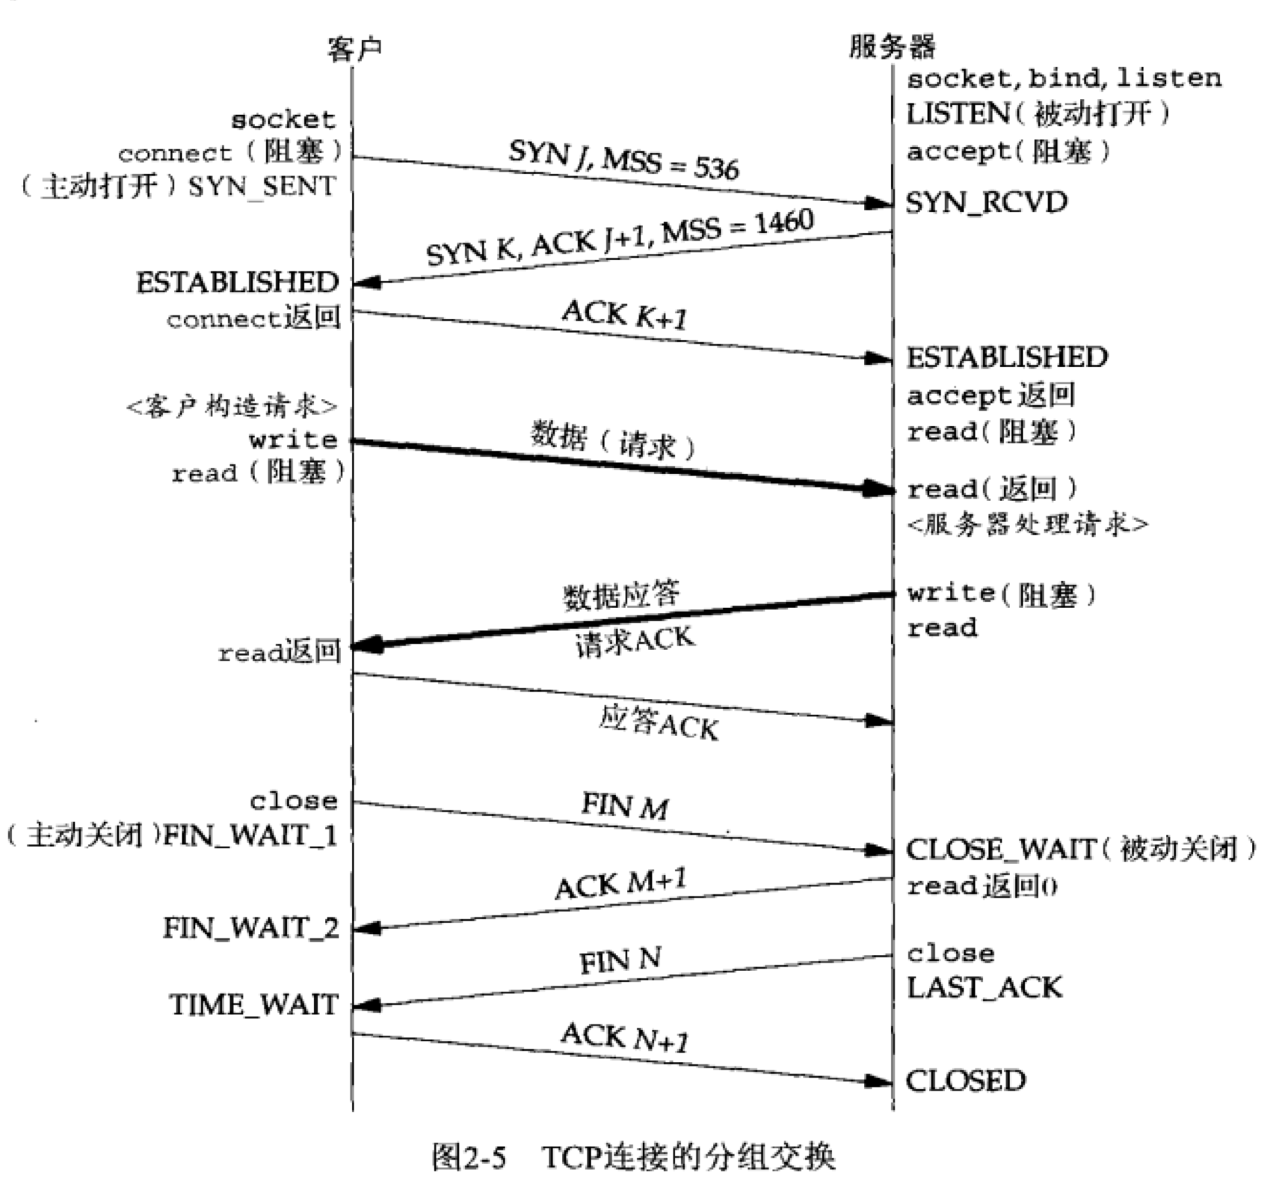 客户
服务器
socket, bind, listen
LISTEN(被动打开)
accept(阻塞)
socket
connect(阻塞)
(主动打开)SYN_SENT
SYN J, MSS = 536
SYN_RCVD
SYN K, ACK J+1, MSS = 1460
ESTABLISHED
connect返回
ACK K+1
ESTABLISHED
accept返回
read(阻塞)
<客户构造请求>
write
read(阻塞)
数据(请求)
read(返回)
<服务器处理请求>
write(阻塞)
read
数据应答
请求ACK
read返回
应答ACK
close
(主动关闭)FIN_WAIT_1
FIN M
CLOSE_WAIT(被动关闭)
read返回0
ACK M+1
FIN_WAIT_2
close
LAST_ACK
FIN N
TIME_WAIT
ACK N+1
CLOSED
图2-5 TCP连接的分组交换